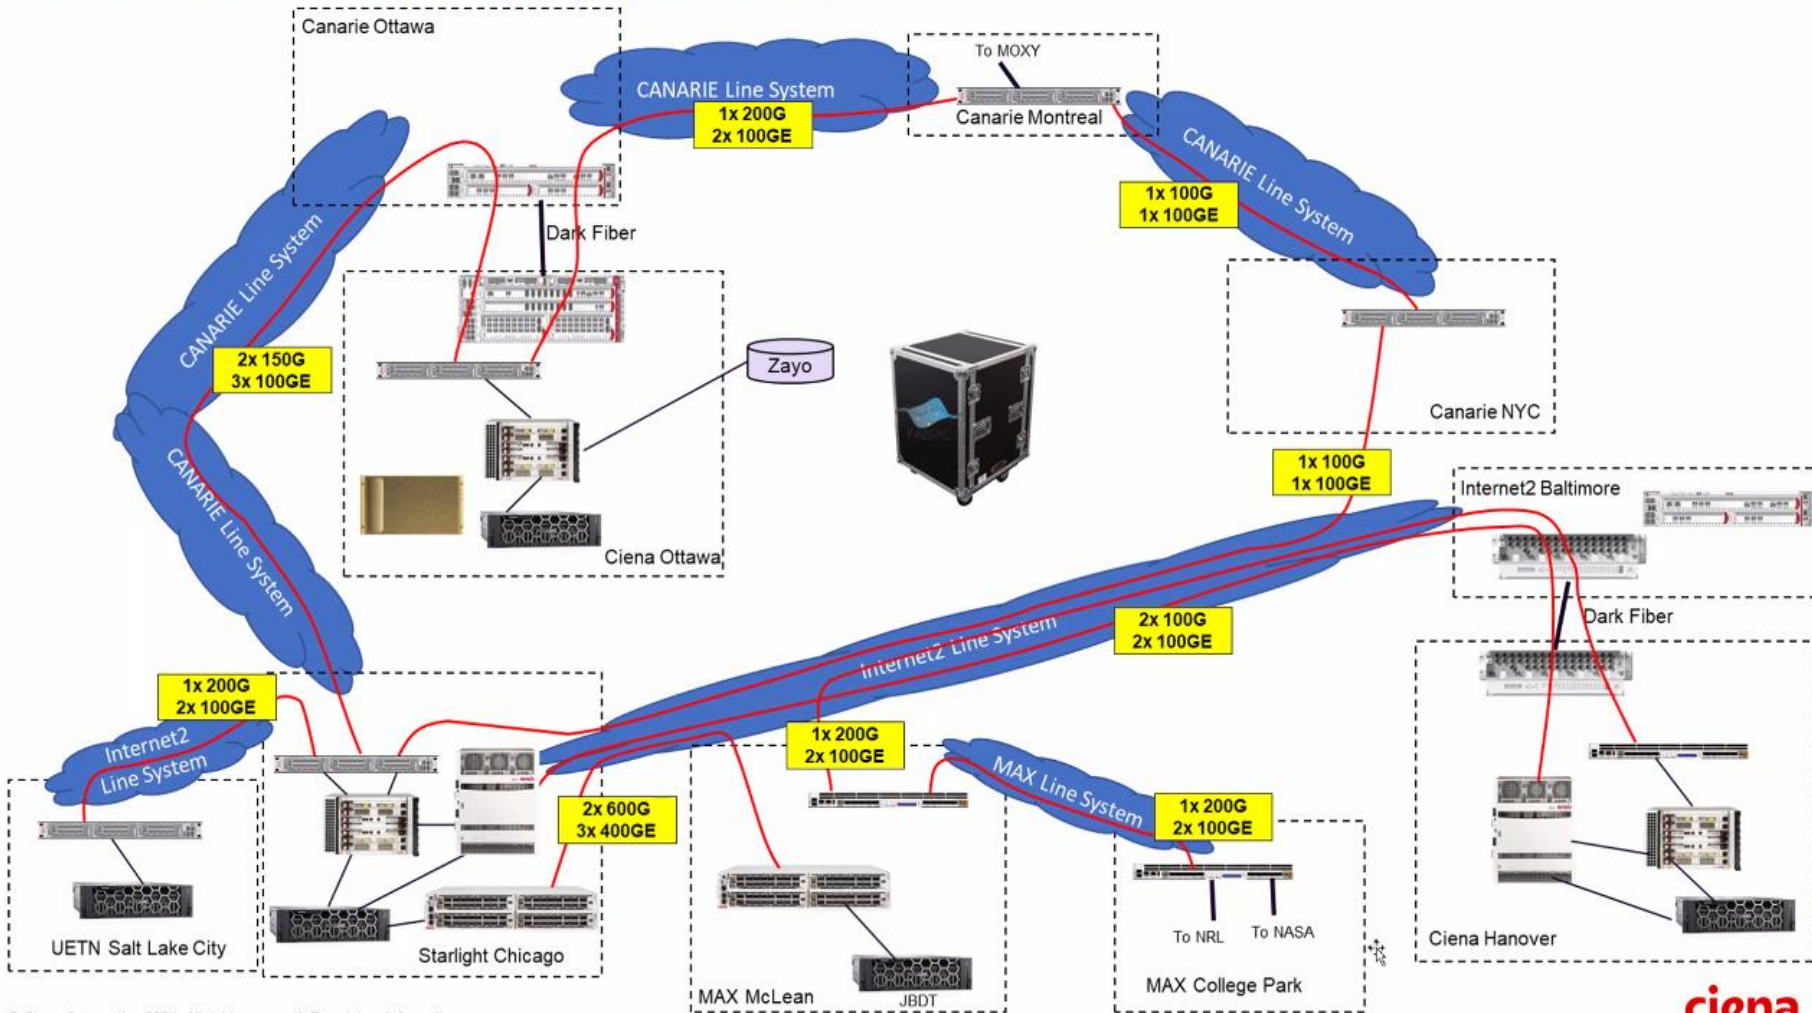 Canarie Ottawa
CANARIE Line System
1x 200G
2x 100GE
To MOXY
Canarie Montreal
CANARIE Line System
1x 100G
1x 100GE
Dark Fiber
CANARIE Line System
2x 150G
3x 100GE
Zayo
Ciena Ottawa
Canarie NYC
1x 100G
1x 100GE
Internet2 Baltimore
CANARIE Line System
Dark Fiber
Internet2 Line System
2x 100G
2x 100GE
1x 200G
2x 100GE
Internet2
Line System
1x 200G
2x 100GE
MAX Line System
1x 200G
2x 100GE
2x 600G
3x 400GE
UETN Salt Lake City
Starlight Chicago
MAX McLean
JBDT
To NRL
To NASA
MAX College Park
Ciena Hanover
ciena